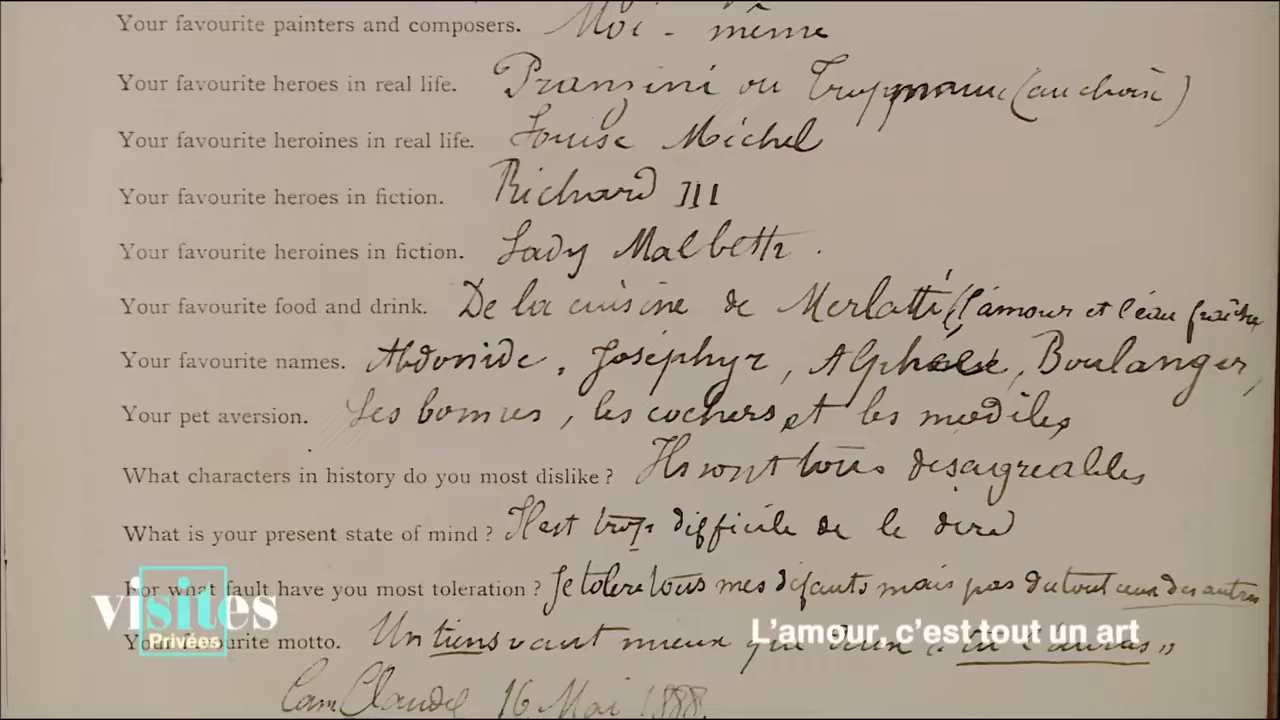 Your favourite painters and composers. Moi-même
Your favourite heroes in real life. Pranzini ou Troppmann (au choix)
Your favourite heroines in real life. Louise Michel
Your favourite heroes in fiction. Richard III
Your favourite heroines in fiction. Lady Malbeth.
Your favourite food and drink. De la cuisine de Merlatti (l'amour et l'eau fraîche
Your favourite names. Abdonide, Joséphyr, Alphée, Boulanger,
Your pet aversion. Les bonnes, les cochers et les modèles
What characters in history do you most dislike? Ils sont tous désagréables
What is your present state of mind? Il est trop difficile de le dire
For what fault have you most toleration? Je tolère tous mes défauts mais pas du tout ceux des autres
Your favourite motto. Un tiens vaut mieux que deux "tu l'auras"
Cam Claudel 16 Mai 1888.
visites
Privées
L'amour, c'est tout un art